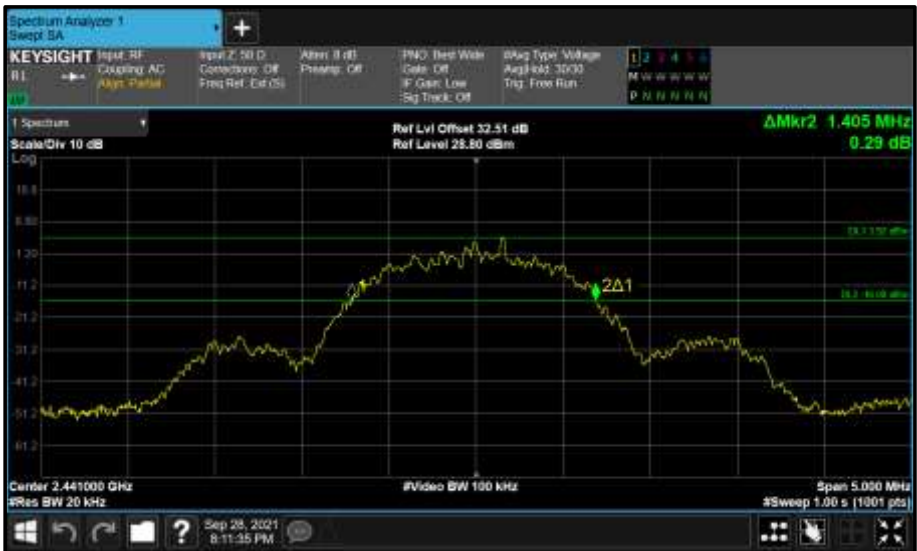 Spectrum Analyzer 1
Swept SA
+
KEYSIGHT Input: RF
Coupling: AC
Align: Partial
Input Z: 50 Ω
Corrections: Off
Freq Ref: Ext (S)
Atten: 8 dB
Preamp: Off
PNO: Best Wide
Gate: Off
IF Gain: Low
Sig Track: Off
#Avg Type: Voltage
Avg|Hold: 30/30
Trig: Free Run
1 2 3 4 5 6
M W W W W W
P N N N N N
1 Spectrum
Scale/Div 10 dB
Ref Lvl Offset 32.51 dB
Ref Level 28.80 dBm
ΔMkr2 1.405 MHz
0.29 dB
Log
18.8
8.80
-1.20
-11.2
-21.2
-31.2
-41.2
-51.2
-61.2
2Δ1
Center 2.441000 GHz
#Res BW 20 kHz
#Video BW 100 kHz
Span 5.000 MHz
#Sweep 1.00 s (1001 pts)
?
Sep 28, 2021
8:11:35 PM